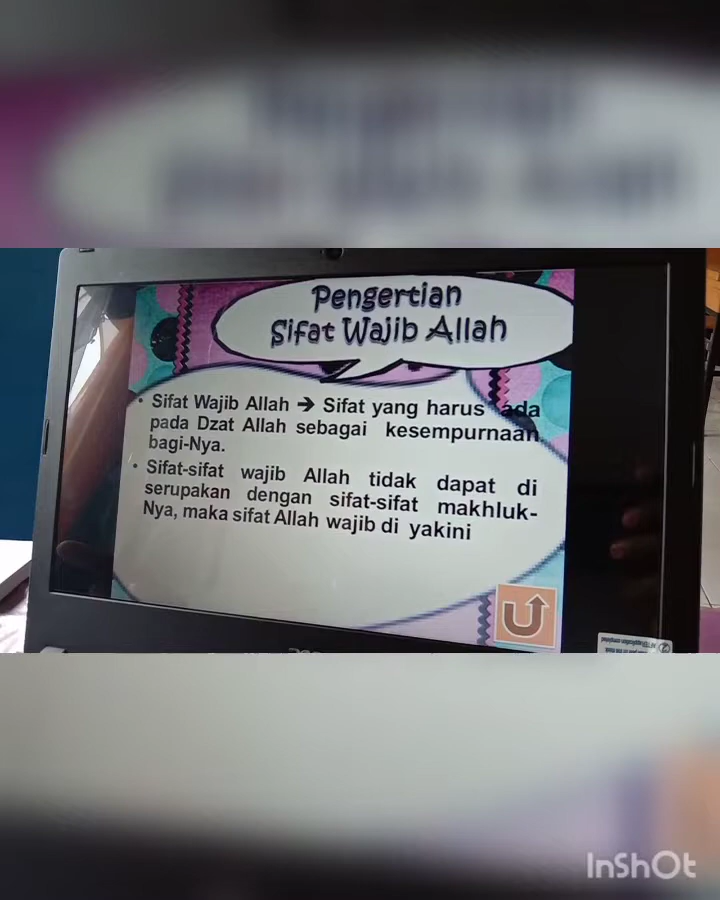 Pengertian
Sifat Wajib Allah
• Sifat Wajib Allah ➔ Sifat yang harus ada
pada Dzat Allah sebagai kesempurnaan
bagi-Nya.
• Sifat-sifat wajib Allah tidak dapat di
serupakan dengan sifat-sifat makhluk-
Nya, maka sifat Allah wajib di yakini
InShOt